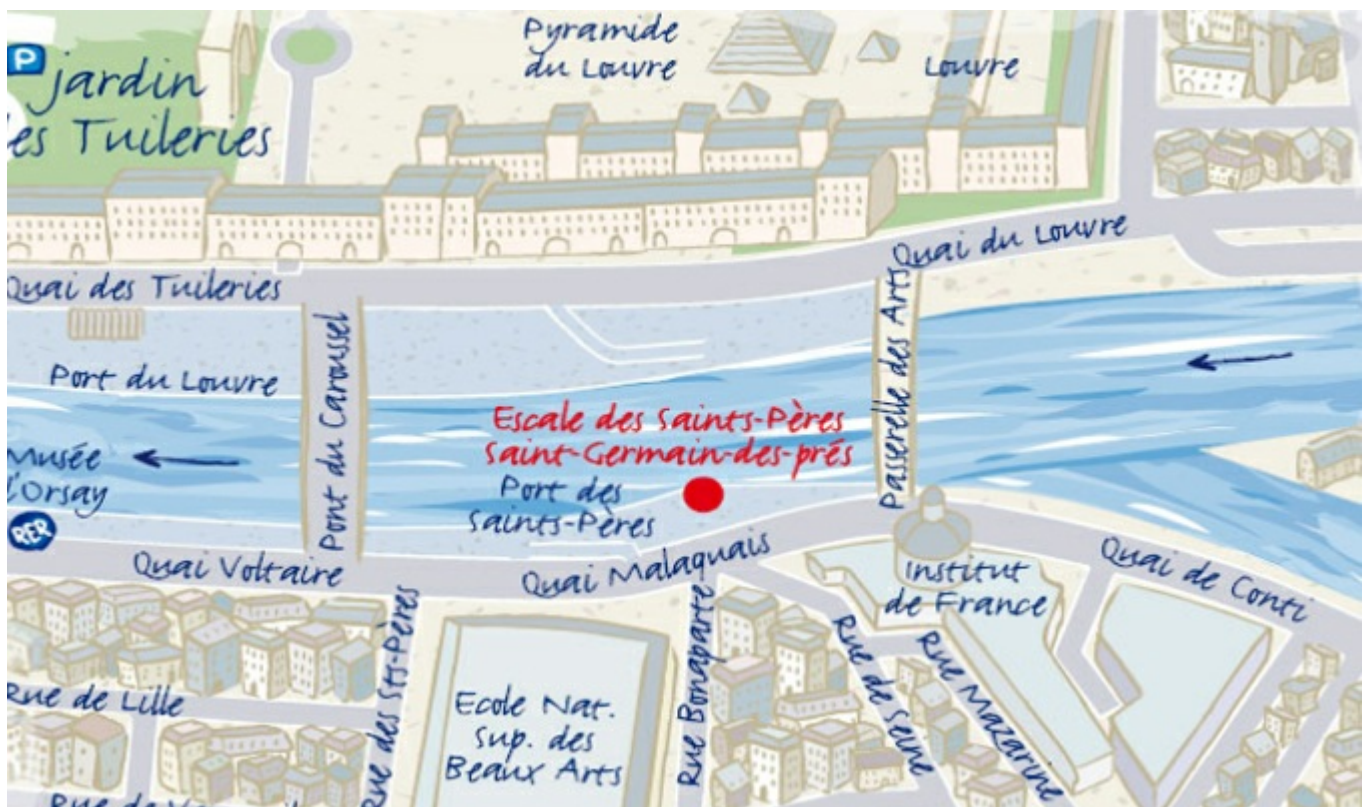 P
jardin
es Tuileries
Pyramide
du Louvre
Louvre
Quai du Louvre
Quai des Tuileries
Pont du Caroussel
Passerelle des Arts
Port du Louvre
Escale des Saints-Pères
Saint-Germain-des-prés
Musée
'Orsay
RER
Port des
Saints-Pères
Quai Voltaire
Quai Malaquais
Institut
de France
Quai de Conti
Rue des Sts-Pères
Rue Bonaparte
Rue de Seine
Rue Mazarine
Rue de Lille
Ecole Nat.
Sup. des
Beaux Arts
Rue de